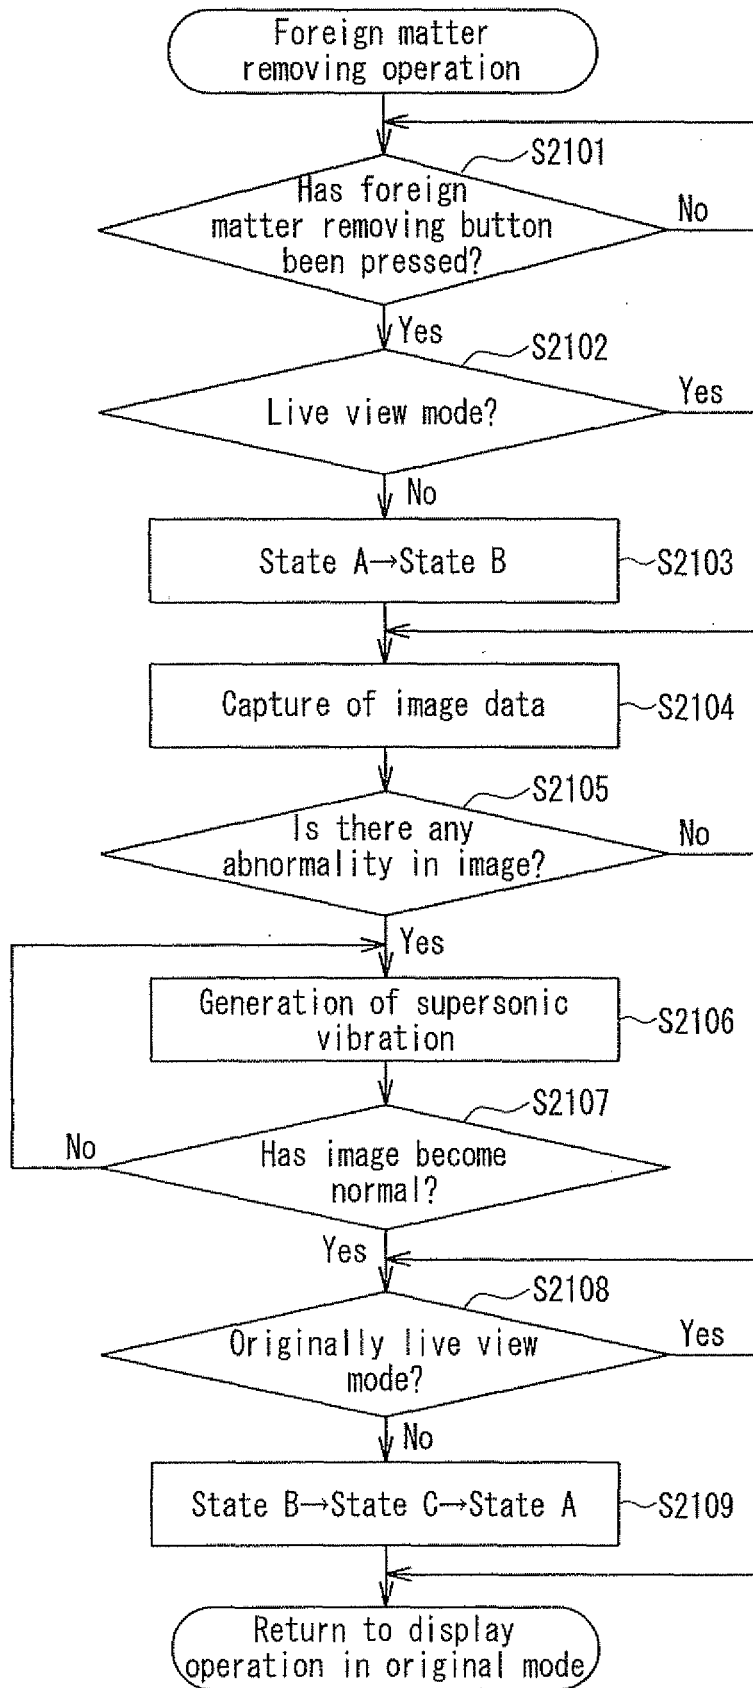 Foreign matter
removing operation
S2101
Has foreign
matter removing button
been pressed?
No
Yes
S2102
Live view mode?
Yes
No
State A→State B
S2103
Capture of image data
S2104
S2105
Is there any
abnormality in image?
No
Yes
Generation of supersonic
vibration
S2106
S2107
No
Has image become
normal?
Yes
S2108
Originally live view
mode?
Yes
No
State B→State C→State A
S2109
Return to display
operation in original mode